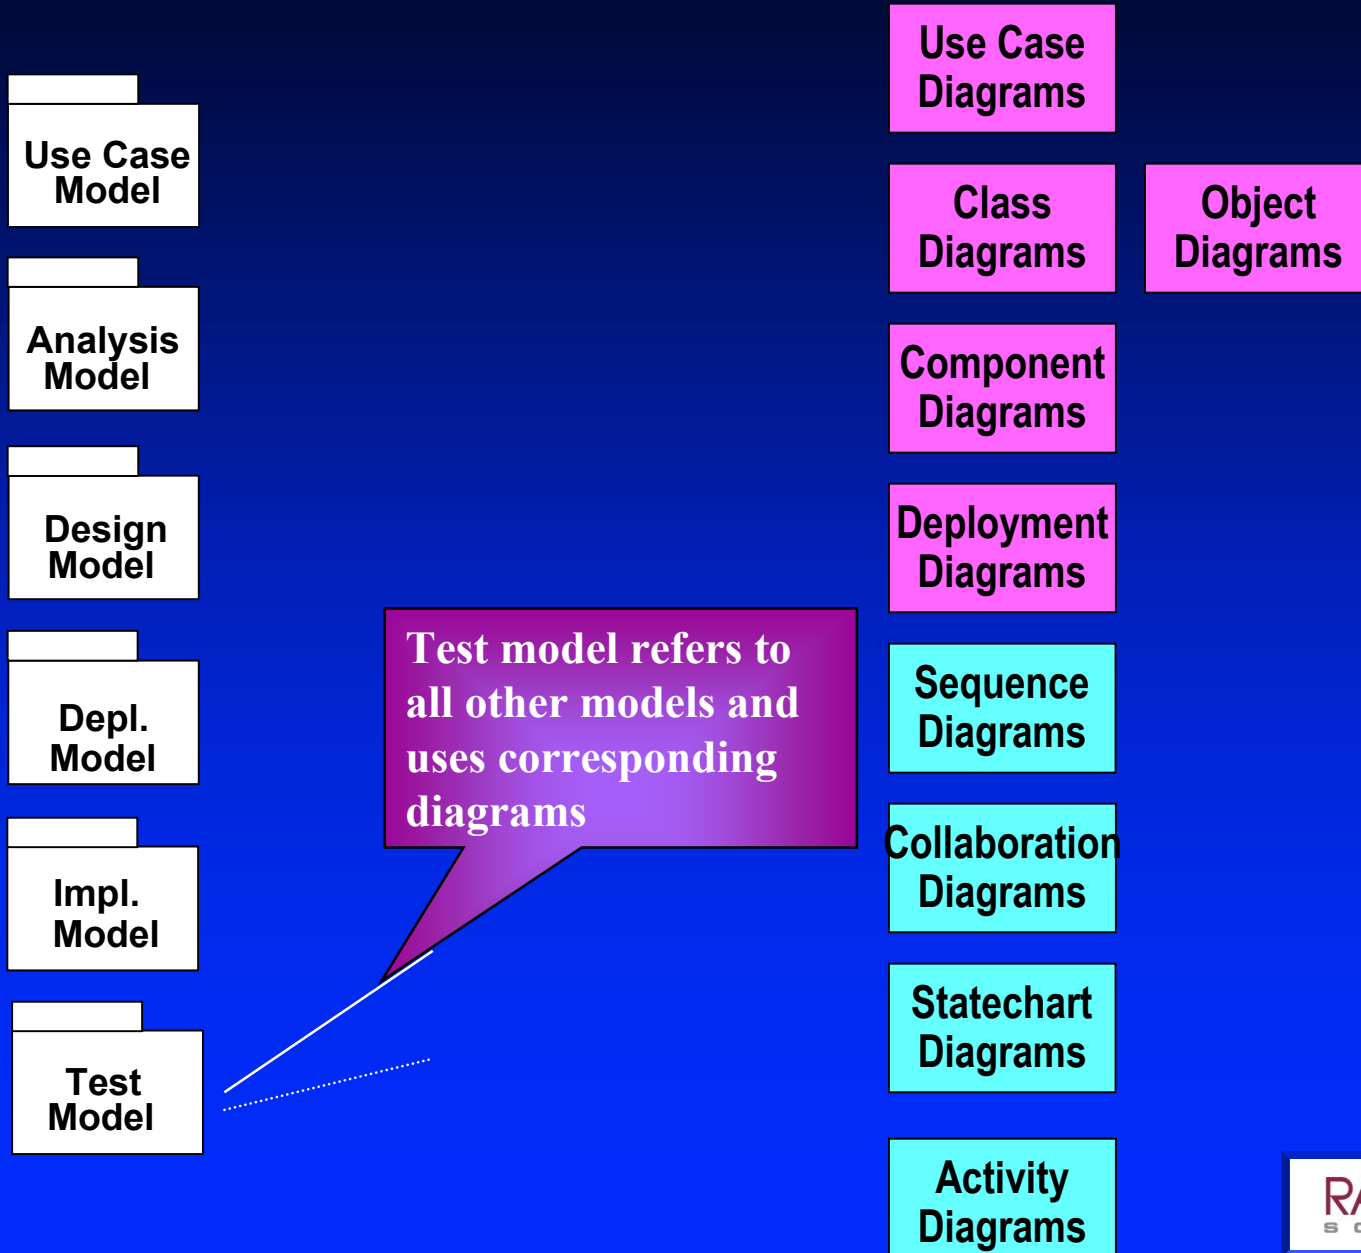 Use Case
Model
Analysis
Model
Design
Model
Depl.
Model
Impl.
Model
Test
Model
Test model refers to
all other models and
uses corresponding
diagrams
Use Case
Diagrams
Class
Diagrams
Object
Diagrams
Component
Diagrams
Deployment
Diagrams
Sequence
Diagrams
Collaboration
Diagrams
Statechart
Diagrams
Activity
Diagrams